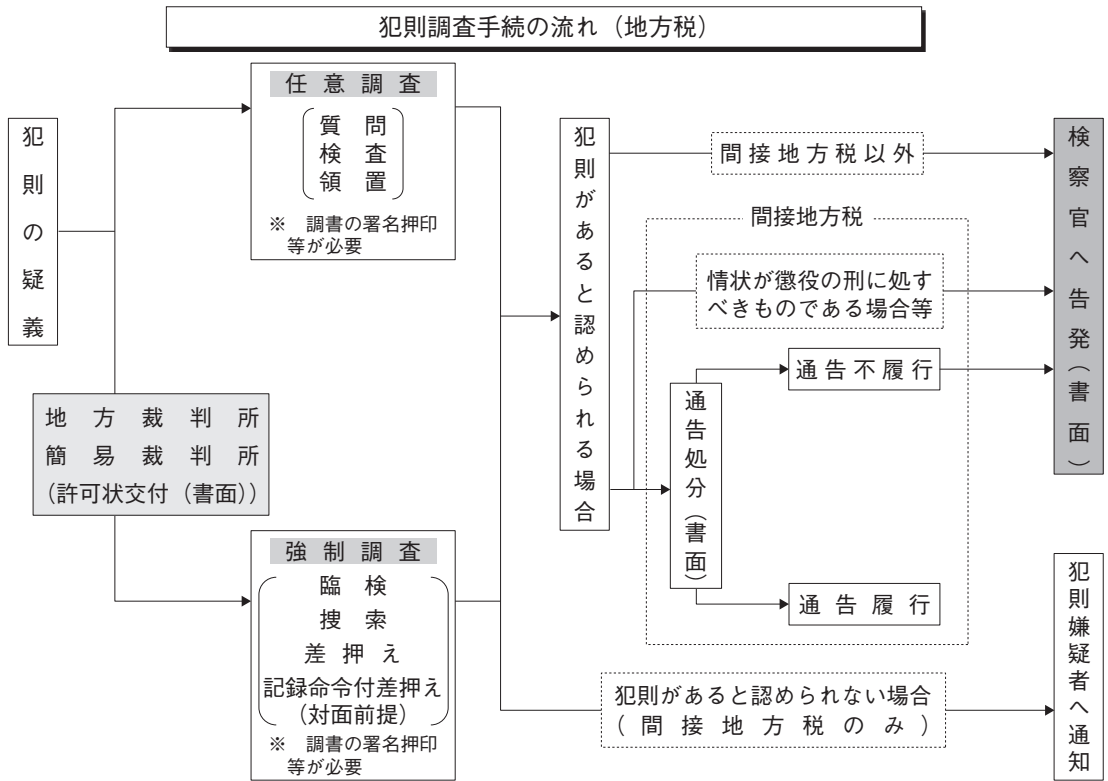 犯則調査手続の流れ（地方税）
犯則の疑義
任意調査
質問
検査
領置
※　調書の署名押印
等が必要
地方裁判所
簡易裁判所
（許可状交付（書面））
強制調査
臨検
捜索
差押え
記録命令付差押え
（対面前提）
※　調書の署名押印
等が必要
犯則があると認められる場合
間接地方税以外
間接地方税
情状が懲役の刑に処す
べきものである場合等
通告処分（書面）
通告不履行
通告履行
犯則があると認められない場合
（間接地方税のみ）
検察官へ告発（書面）
犯則嫌疑者へ通知